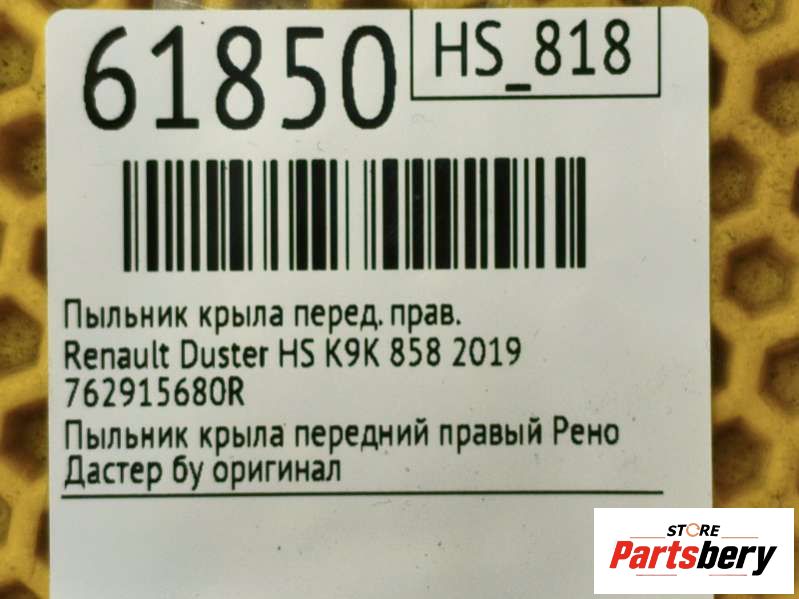 61850
HS_818
Пыльник крыла перед. прав.
Renault Duster HS K9K 858 2019
762915680R
Пыльник крыла передний правый Рено
Дастер бу оригинал
STORE
Partsbery